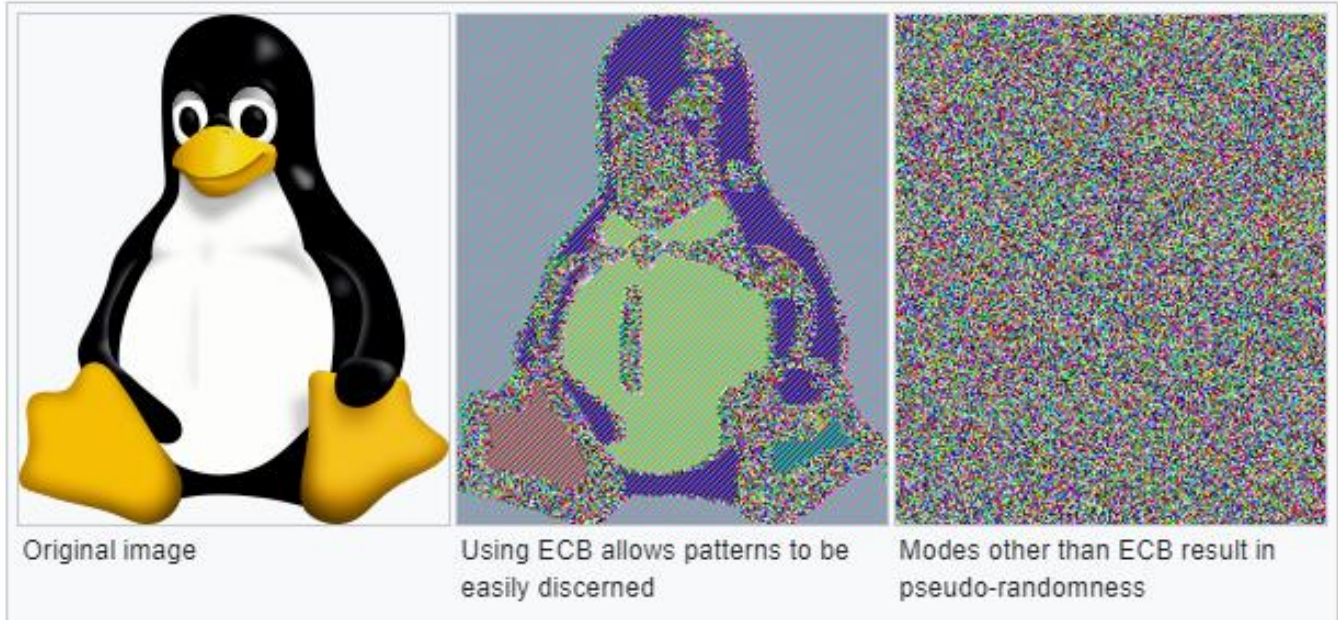 Original image
Using ECB allows patterns to be
easily discerned
Modes other than ECB result in
pseudo-randomness